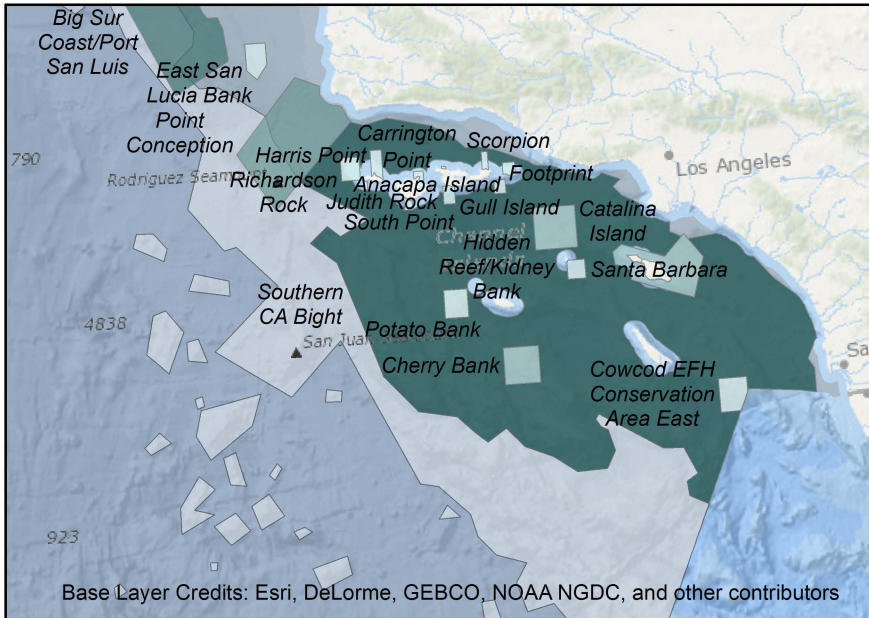 Big Sur
Coast/Port
San Luis
East San
Lucia Bank
Point
Conception
790
Rodriguez Seamount
Harris Point
Carrington
Point
Scorpion
Footprint
Los Angeles
Richardson
Rock
Anacapa Island
Judith Rock
Gull Island
South Point
Catalina
Island
Channel
Islands
Hidden
Reef/Kidney
Bank
Santa Barbara
Southern
CA Bight
4838
San Juan
Potato Bank
Cherry Bank
Cowcod EFH
Conservation
Area East
Sa
923
Base Layer Credits: Esri, DeLorme, GEBCO, NOAA NGDC, and other contributors